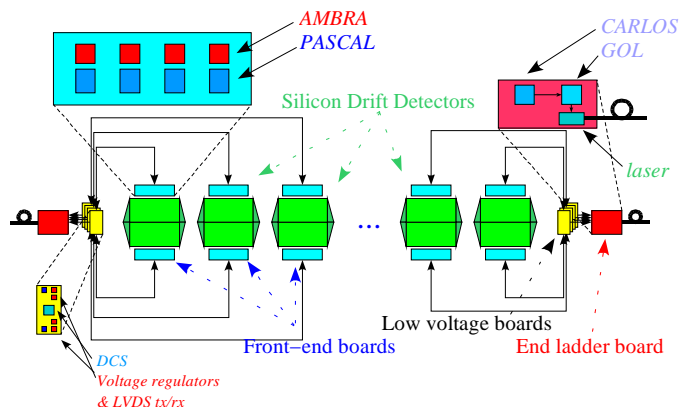 AMBRA
PASCAL
CARLOS
GOL
Silicon Drift Detectors
laser
...
Low voltage boards
Front−end boards
End ladder board
DCS
Voltage regulators
& LVDS tx/rx